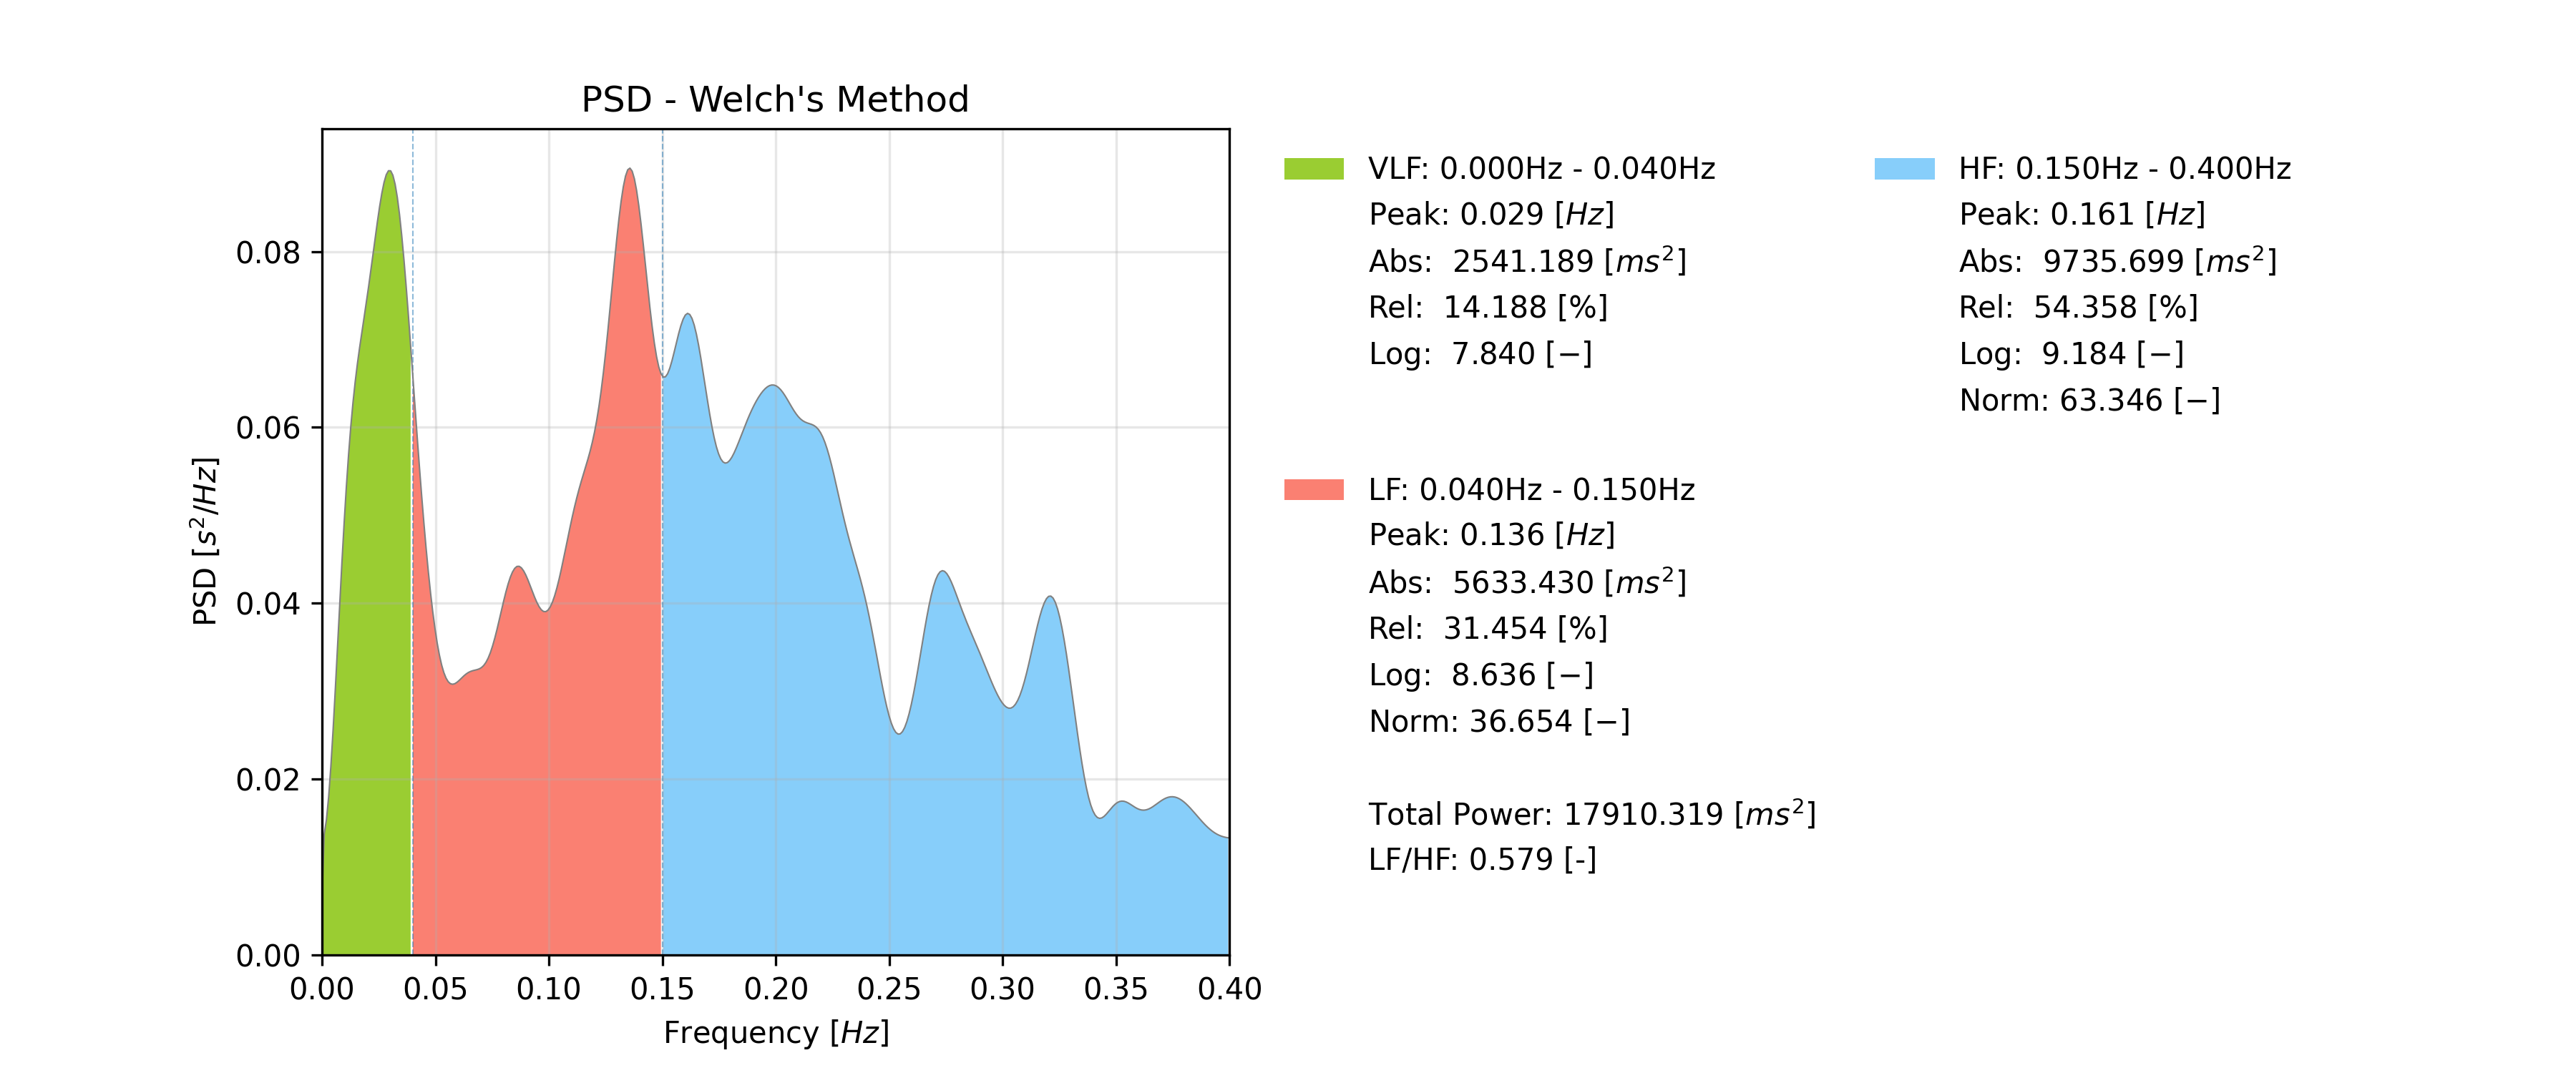 PSD - Welch's Method
PSD [s²/Hz]
0.08
0.06
0.04
0.02
0.00
0.00 0.05 0.10 0.15 0.20 0.25 0.30 0.35 0.40
Frequency [Hz]
VLF: 0.000Hz - 0.040Hz
Peak: 0.029 [Hz]
Abs: 2541.189 [ms²]
Rel: 14.188 [%]
Log: 7.840 [−]
LF: 0.040Hz - 0.150Hz
Peak: 0.136 [Hz]
Abs: 5633.430 [ms²]
Rel: 31.454 [%]
Log: 8.636 [−]
Norm: 36.654 [−]
Total Power: 17910.319 [ms²]
LF/HF: 0.579 [-]
HF: 0.150Hz - 0.400Hz
Peak: 0.161 [Hz]
Abs: 9735.699 [ms²]
Rel: 54.358 [%]
Log: 9.184 [−]
Norm: 63.346 [−]